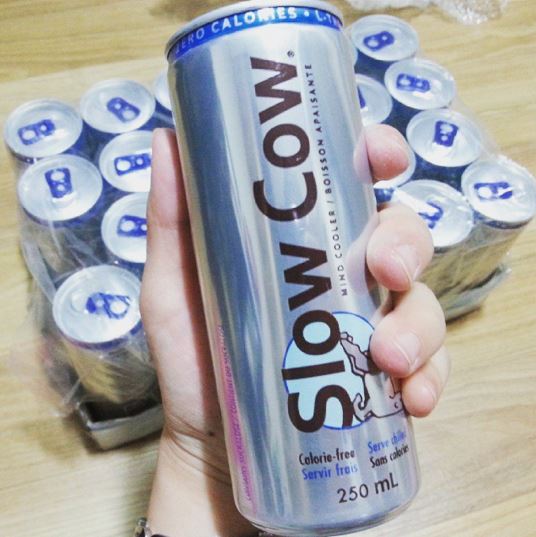 ZERO CALORIES • L-T
Slow Cow®
MIND COOLER / BOISSON APAISANTE
Calorie-free
Servir frais
Serve chilled
Sans calories
250 mL